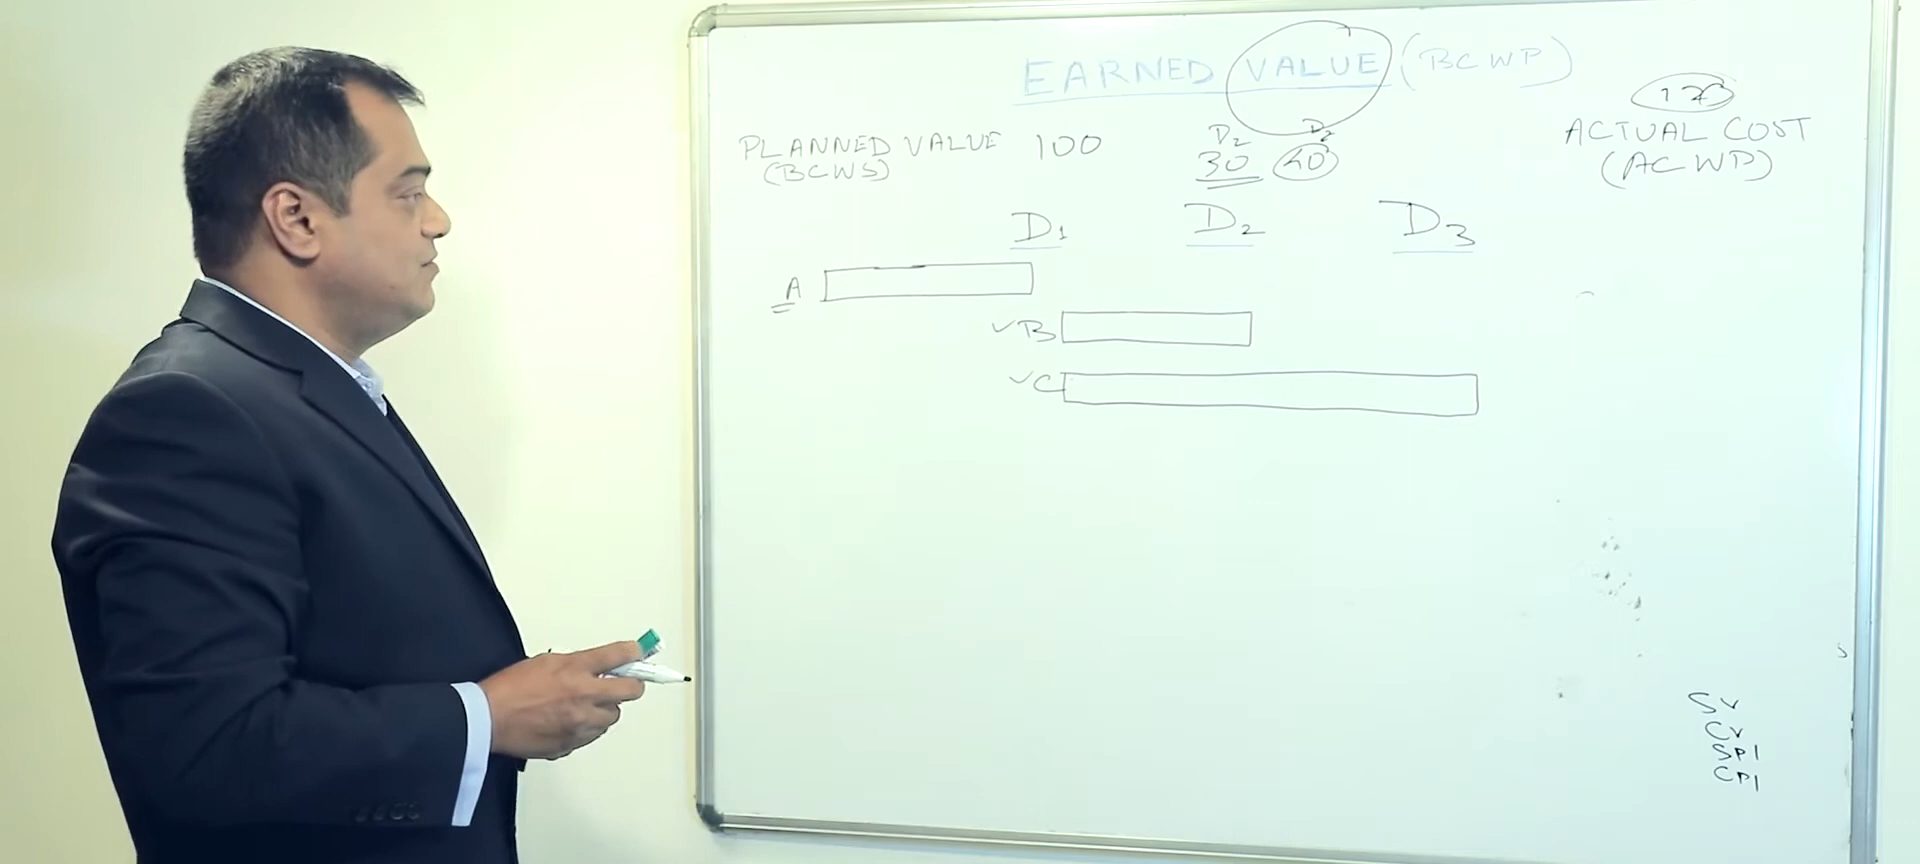 EARNED VALUE (BCWP)
PLANNED VALUE 100
(BCWS)
D2 D2
30 40
ACTUAL COST
(ACWP)
D1 D2 D3
A
B
C
SV
CV
SPI
CPI